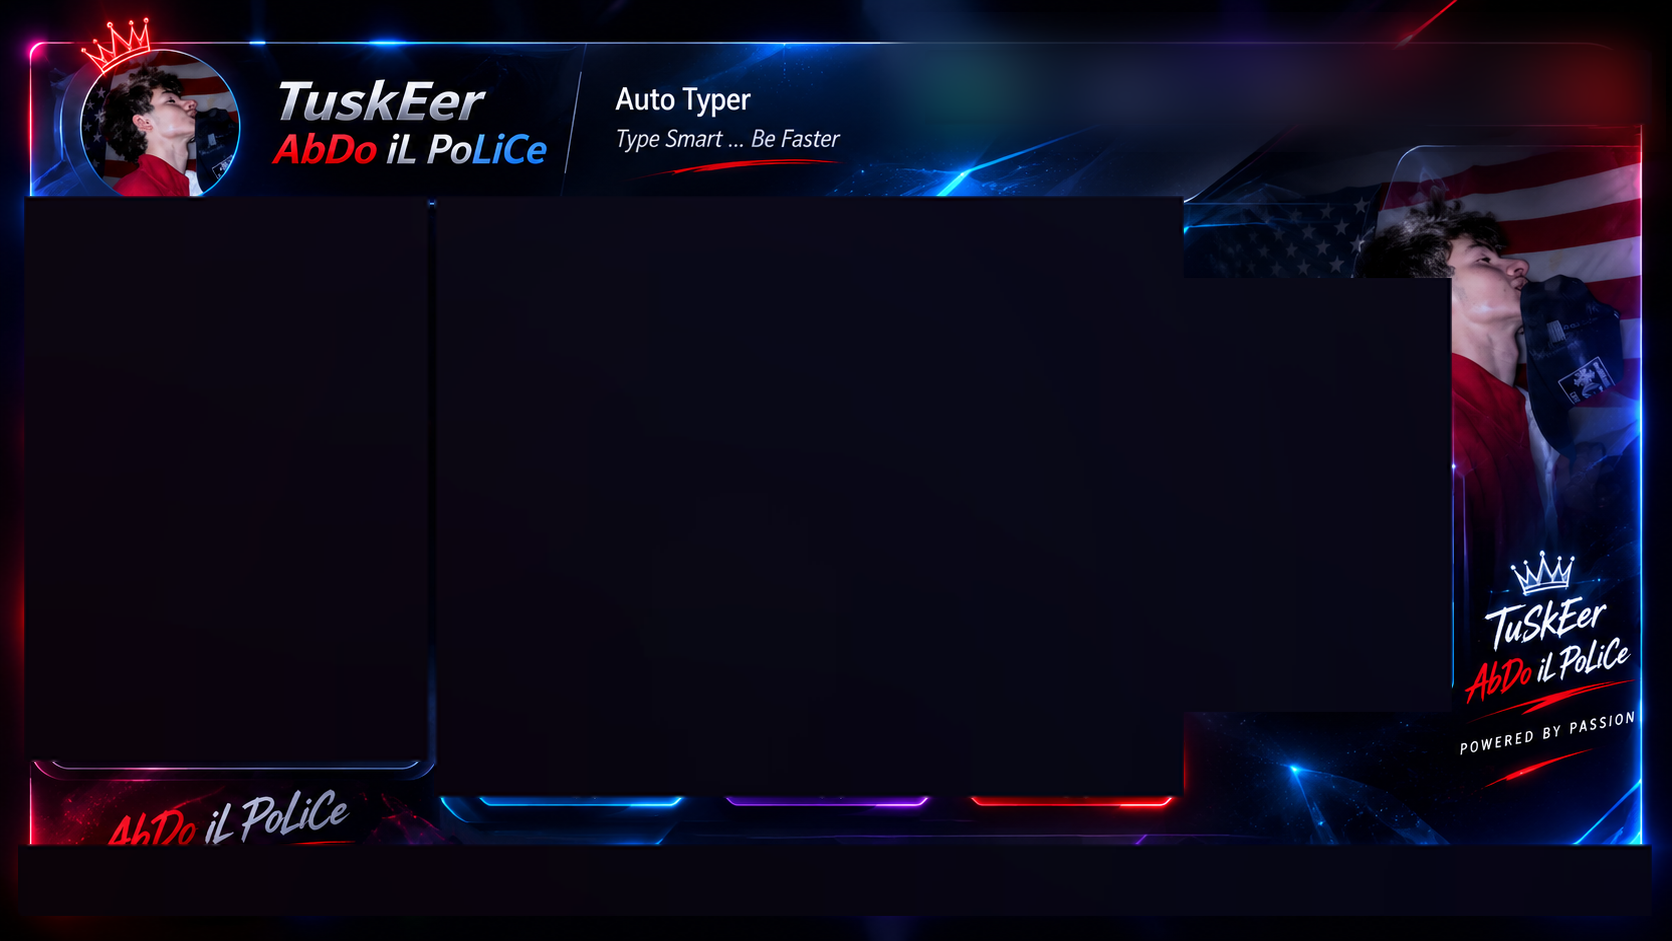 TuskEer
AbDo iL PoLiCe
Auto Typer
Type Smart ... Be Faster
TuSkEer
AbDo iL PoLiCe
POWERED BY PASSION
AbDo iL PoLiCe